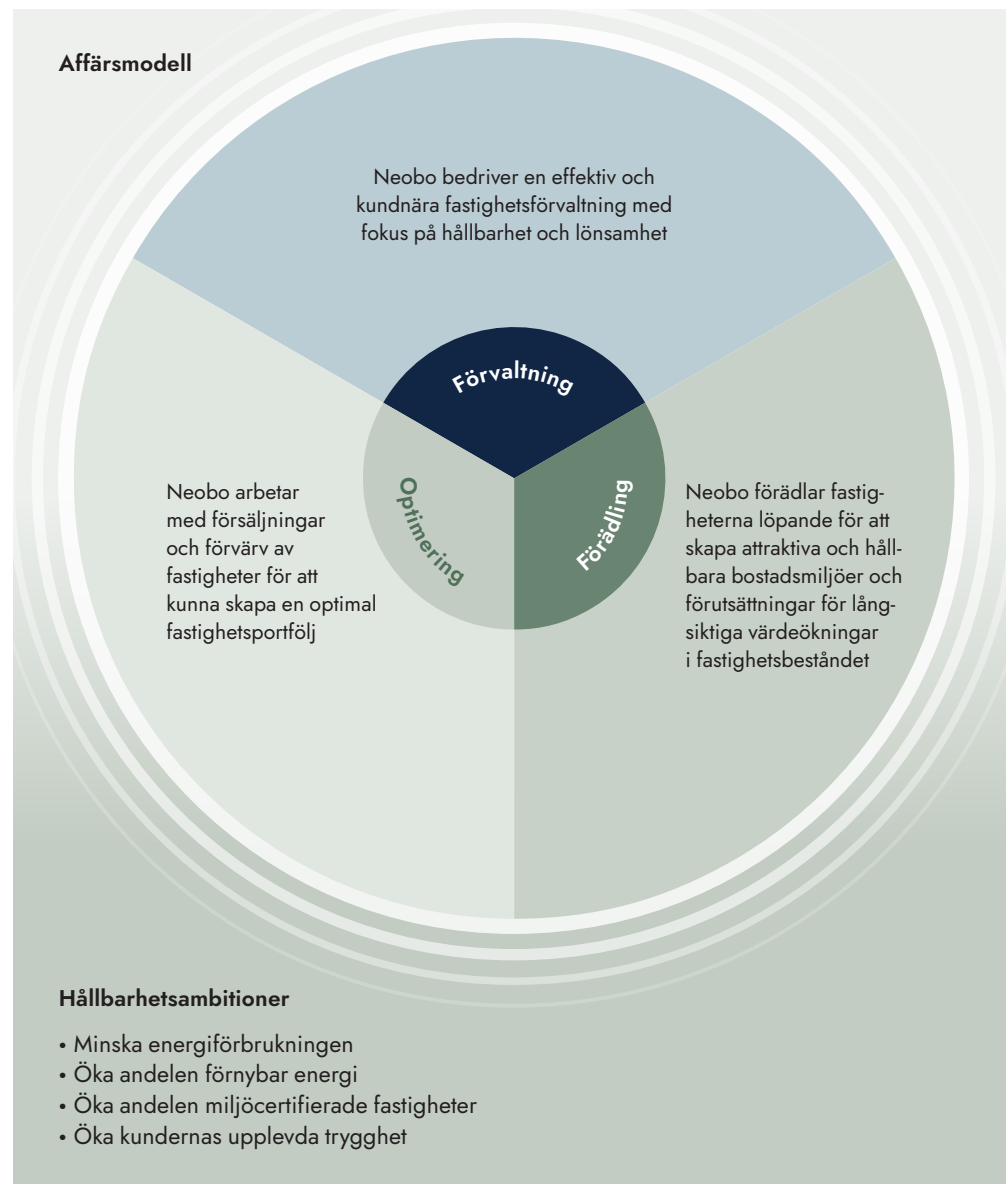 Affärsmodell
Neobo bedriver en effektiv och
kundnära fastighetsförvaltning med
fokus på hållbarhet och lönsamhet
Förvaltning
Optimering
Förädling
Neobo arbetar
med försäljningar
och förvärv av
fastigheter för att
kunna skapa en optimal
fastighetsportfölj
Neobo förädlar fastig-
heterna löpande för att
skapa attraktiva och håll-
bara bostadsmiljöer och
förutsättningar för lång-
siktiga värdeökningar
i fastighetsbeståndet
Hållbarhetsambitioner
• Minska energiförbrukningen
• Öka andelen förnybar energi
• Öka andelen miljöcertifierade fastigheter
• Öka kundernas upplevda trygghet